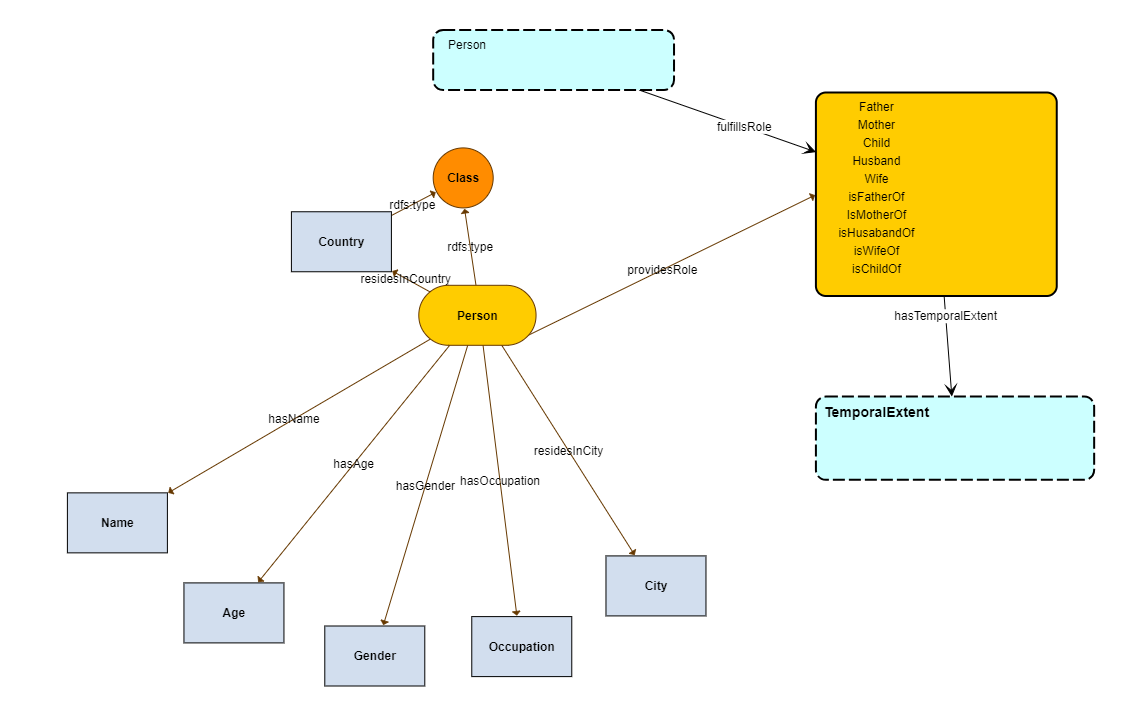 Person
fulfillsRole
Father
Mother
Child
Husband
Wife
isFatherOf
IsMotherOf
isHusabandOf
isWifeOf
isChildOf
Class
rdfs:type
Country
rdfs:type
residesInCountry
providesRole
Person
hasTemporalExtent
TemporalExtent
hasName
hasAge
hasGender
hasOccupation
residesInCity
Name
Age
Gender
Occupation
City